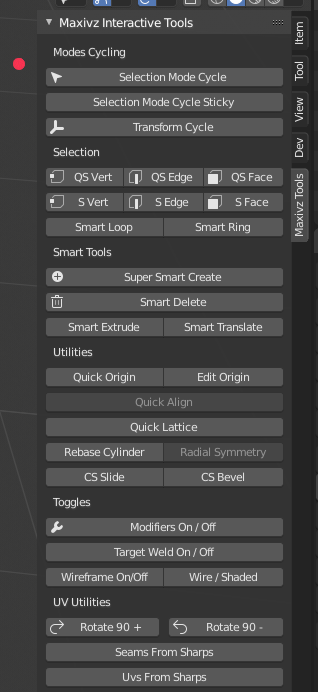 Maxivz Interactive Tools
Modes Cycling
Selection Mode Cycle
Selection Mode Cycle Sticky
Transform Cycle
Selection
QS Vert QS Edge QS Face
S Vert S Edge S Face
Smart Loop Smart Ring
Smart Tools
Super Smart Create
Smart Delete
Smart Extrude Smart Translate
Utilities
Quick Origin Edit Origin
Quick Align
Quick Lattice
Rebase Cylinder Radial Symmetry
CS Slide CS Bevel
Toggles
Modifiers On / Off
Target Weld On / Off
Wireframe On/Off Wire / Shaded
UV Utilities
Rotate 90 + Rotate 90 -
Seams From Sharps
Uvs From Sharps
Item
Tool
View
Dev
Maxivz Tools